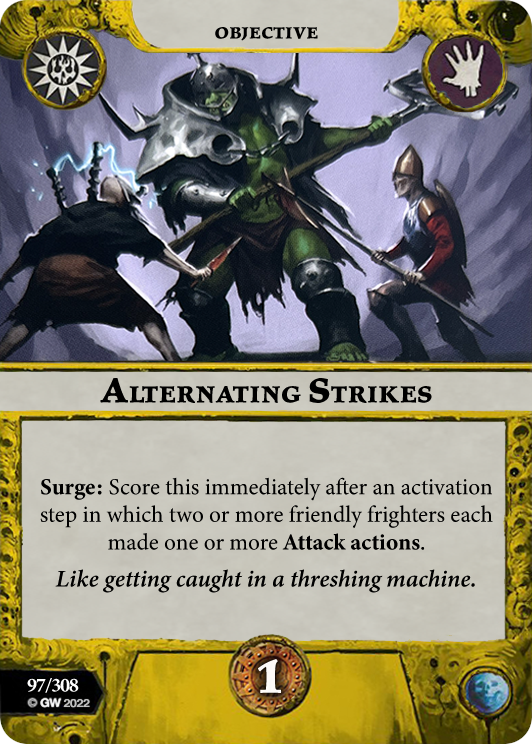 OBJECTIVE
ALTERNATING STRIKES
Surge: Score this immediately after an activation
step in which two or more friendly frighters each
made one or more Attack actions.
Like getting caught in a threshing machine.
1
97/308
© GW 2022